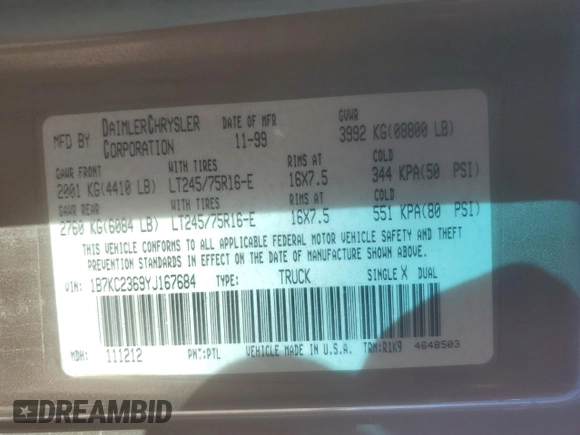 MFD BY DAIMLERCHRYSLER CORPORATION DATE OF MFR 11-99 GVWR 3992 KG(08800 LB)
GAWR FRONT WITH TIRES RIMS AT COLD
2001 KG(4410 LB) LT245/75R16-E 16X7.5 344 KPA(50 PSI)
GAWR REAR WITH TIRES RIMS AT COLD
2760 KG(6084 LB) LT245/75R16-E 16X7.5 551 KPA(80 PSI)
THIS VEHICLE CONFORMS TO ALL APPLICABLE FEDERAL MOTOR VEHICLE SAFETY AND THEFT
PREVENTION STANDARDS IN EFFECT ON THE DATE OF MANUFACTURE SHOWN ABOVE.
VIN: 1B7KC2369YJ167684 TYPE: TRUCK SINGLE X DUAL
MDH: 111212 PNT:PTL VEHICLE MADE IN U.S.A. TRM:R1K9 4648503
DREAMBID